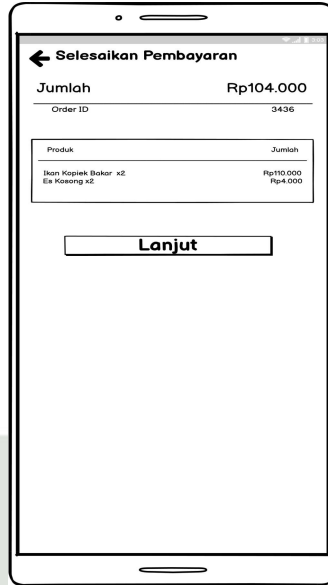 Selesaikan Pembayaran
Jumlah Rp104.000
Order ID 3436
Produk Jumlah
Ikan Kopiek Bakar x2 Rp110.000
Es Kosong x2 Rp4.000
Lanjut